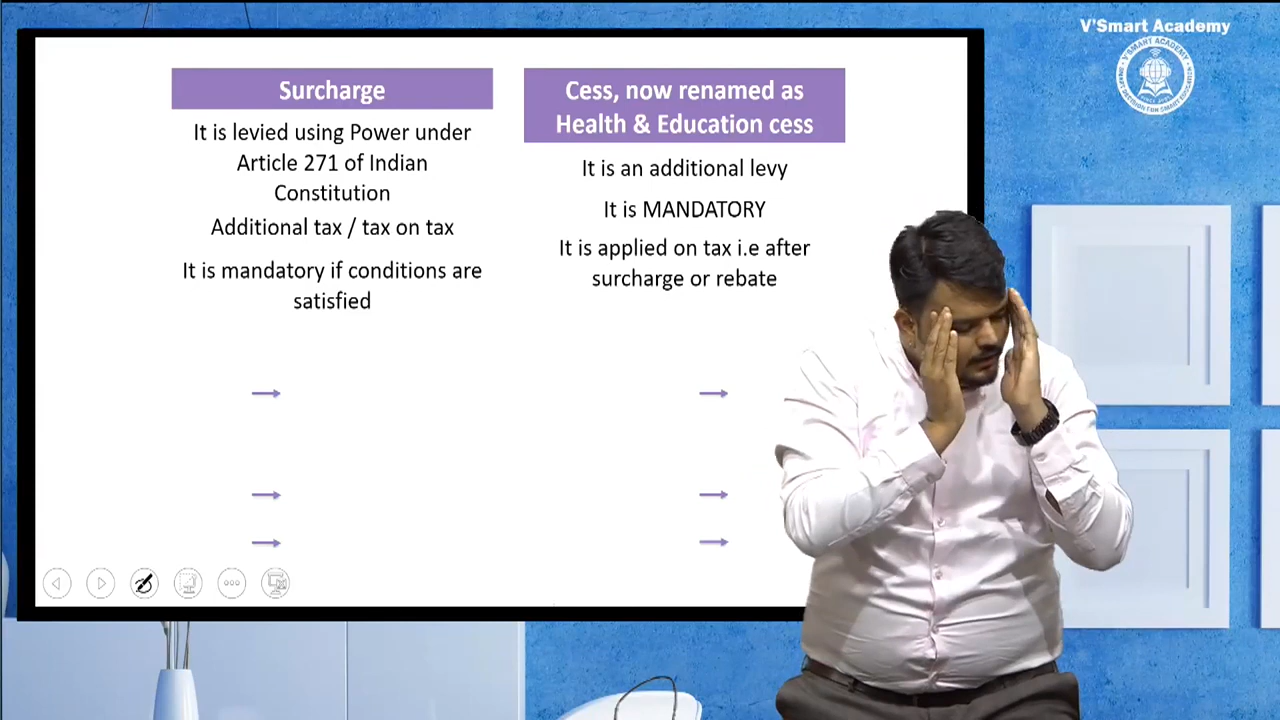 V'Smart Academy
V'SMART ACADEMY
Surcharge
It is levied using Power under
Article 271 of Indian
Constitution
Additional tax / tax on tax
It is mandatory if conditions are
satisfied
Cess, now renamed as
Health & Education cess
It is an additional levy
It is MANDATORY
It is applied on tax i.e after
surcharge or rebate